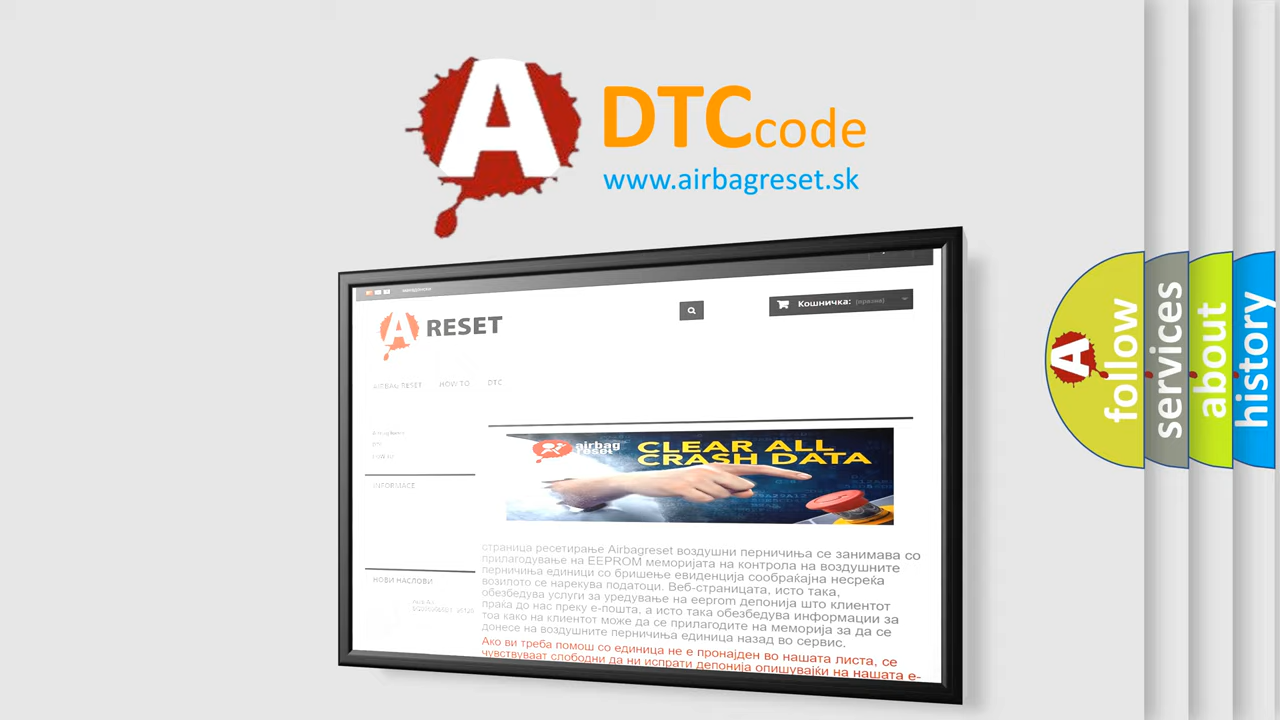 A
DTCcode
www.airbagreset.sk
A RESET
Кошничка: (празна)
AIRBAG RESET HOW TO DTC
INFORMACE
НОВИ НАСЛОВИ
airbag
reset
CLEAR ALL
CRASH DATA
страница ресетирање Airbagreset воздушни перничиња се занимава со
прилагодување на EEPROM меморијата на контрола на воздушните
перничиња единици со бришење евиденција сообраќајна несреќа
возилото се нарекува податоци. Веб-страницата, исто така,
обезбедува услуги за уредување на eeprom депонија што клиентот
праќа до нас преку е-пошта, а исто така обезбедува информации за
тоа како на клиентот може да се прилагодите на меморија за да се
донесе на воздушните перничиња единица назад во сервис.
Ако ви треба помош со единица не е пронајден во нашата листа, се
чувствуваат слободни да ни испрати депонија опишувајќи на нашата е-
A
follow
services
about
history